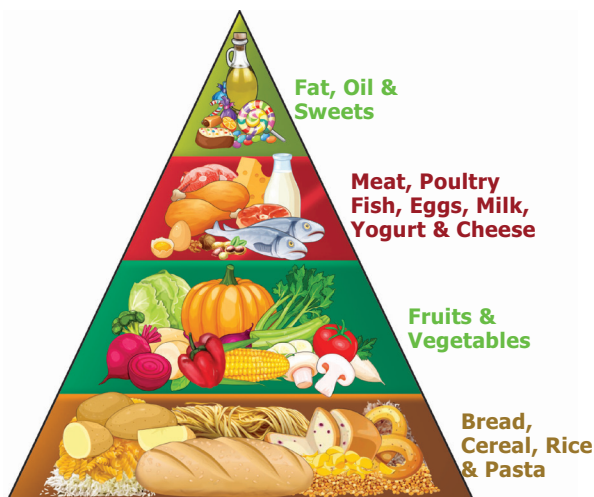 Fat, Oil &
Sweets
Meat, Poultry
Fish, Eggs, Milk,
Yogurt & Cheese
Fruits &
Vegetables
Bread,
Cereal, Rice
& Pasta